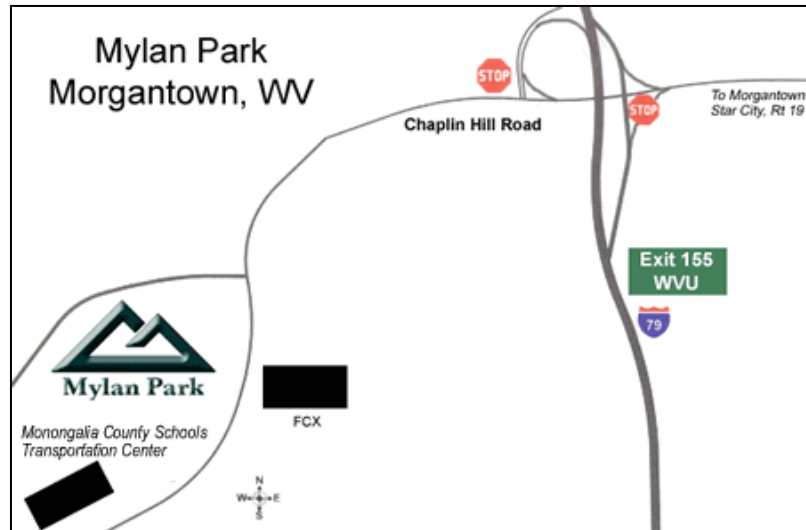 Mylan Park
Morgantown, WV
STOP
STOP
To Morgantown
Star City, Rt 19
Chaplin Hill Road
Exit 155
WVU
79
Mylan Park
FCX
Monongalia County Schools
Transportation Center
N
W E
S